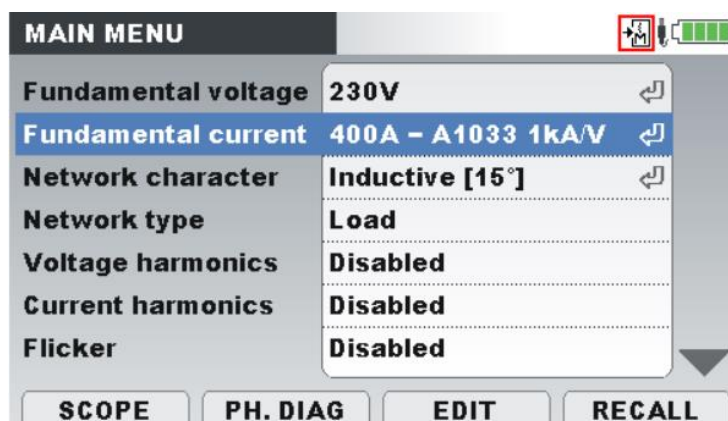 MAIN MENU
M
Fundamental voltage 230V
Fundamental current 400A – A1033 1kA/V
Network character Inductive [15°]
Network type Load
Voltage harmonics Disabled
Current harmonics Disabled
Flicker Disabled
SCOPE PH. DIAG EDIT RECALL